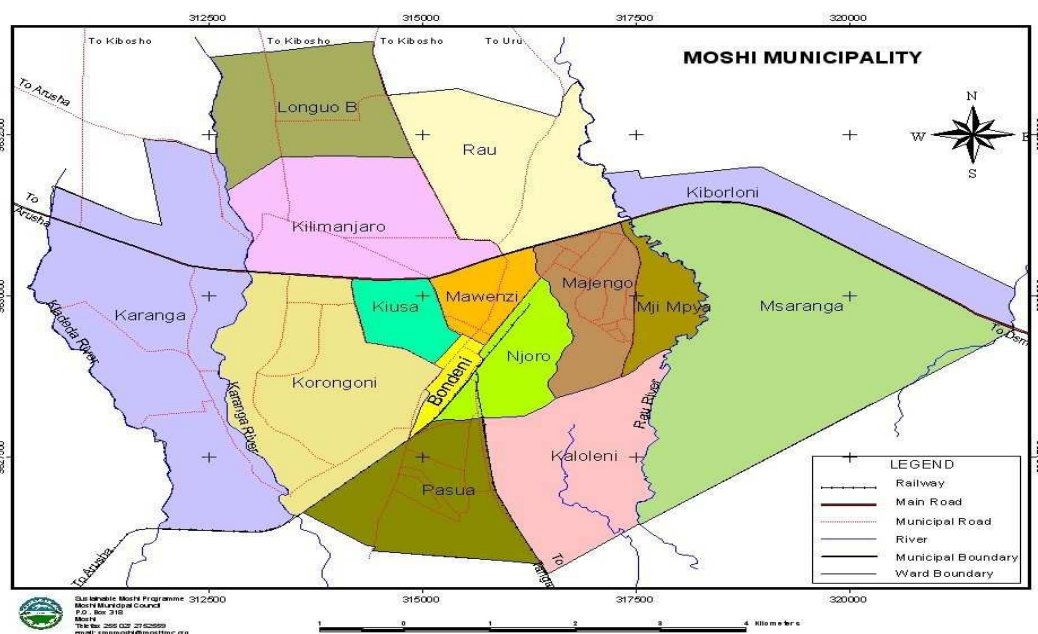 312500 315000 317500 320000
To Kibosho To Kibosho To Kibosho To Uru
MOSHI MUNICIPALITY
To Arusha
Longuo B
N
W E
S
Rau
Kiborloni
To Arusha
Kilimanjaro
Karanga
Kiusa
Mawenzi
Majengo
Mji Mpya
Msaranga
To Dsm
Njoro
Bondeni
Korongoni
Karanga River
Rau River
Kaloleni
Pasua
To Arusha
To
LEGEND
Railway
Main Road
Municipal Road
River
Municipal Boundary
Ward Boundary
312500 315000 317500 320000
Sustainable Moshi Programme
Moshi Municipal Council
P.O. Box 318
Moshi
1 0 1 2 3 4 Kilometers